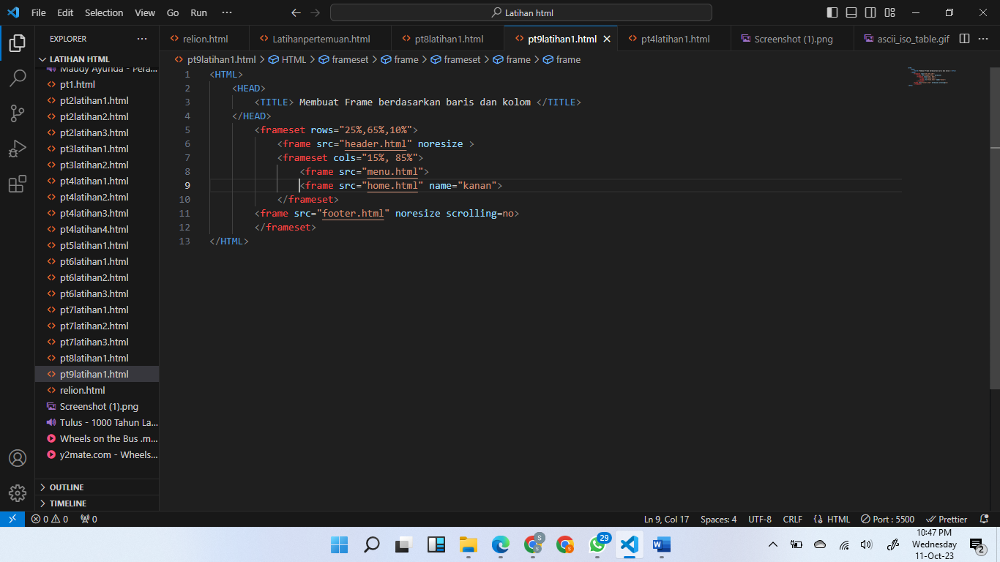 File Edit Selection View Go Run ··· Latihan html
EXPLORER ···
relion.html Latihanpertemuan.html pt8latihan1.html pt9latihan1.html pt4latihan1.html Screenshot (1).png ascii_iso_table.gif ···
LATIHAN HTML
pt9latihan1.html > HTML > frameset > frame > frameset > frame > frame
Maudy Ayunda - Pera...
pt1.html
pt2latihan1.html
pt2latihan2.html
pt2latihan3.html
pt3latihan1.html
pt3latihan2.html
pt4latihan1.html
pt4latihan2.html
pt4latihan3.html
pt4latihan4.html
pt5latihan1.html
pt6latihan1.html
pt6latihan2.html
pt6latihan3.html
pt7latihan1.html
pt7latihan2.html
pt7latihan3.html
pt8latihan1.html
pt9latihan1.html
relion.html
Screenshot (1).png
Tulus - 1000 Tahun La...
Wheels on the Bus .m...
y2mate.com - Wheels...
OUTLINE
TIMELINE
1 <HTML>
2 <HEAD>
3 <TITLE> Membuat Frame berdasarkan baris dan kolom </TITLE>
4 </HEAD>
5 <frameset rows="25%,65%,10%">
6 <frame src="header.html" noresize >
7 <frameset cols="15%, 85%">
8 <frame src="menu.html">
9 <frame src="home.html" name="kanan">
10 </frameset>
11 <frame src="footer.html" noresize scrolling=no>
12 </frameset>
13 </HTML>
0 0 0 Ln 9, Col 17 Spaces: 4 UTF-8 CRLF {} HTML Port : 5500 Prettier
S S 29
10:47 PM
Wednesday
11-Oct-23
2